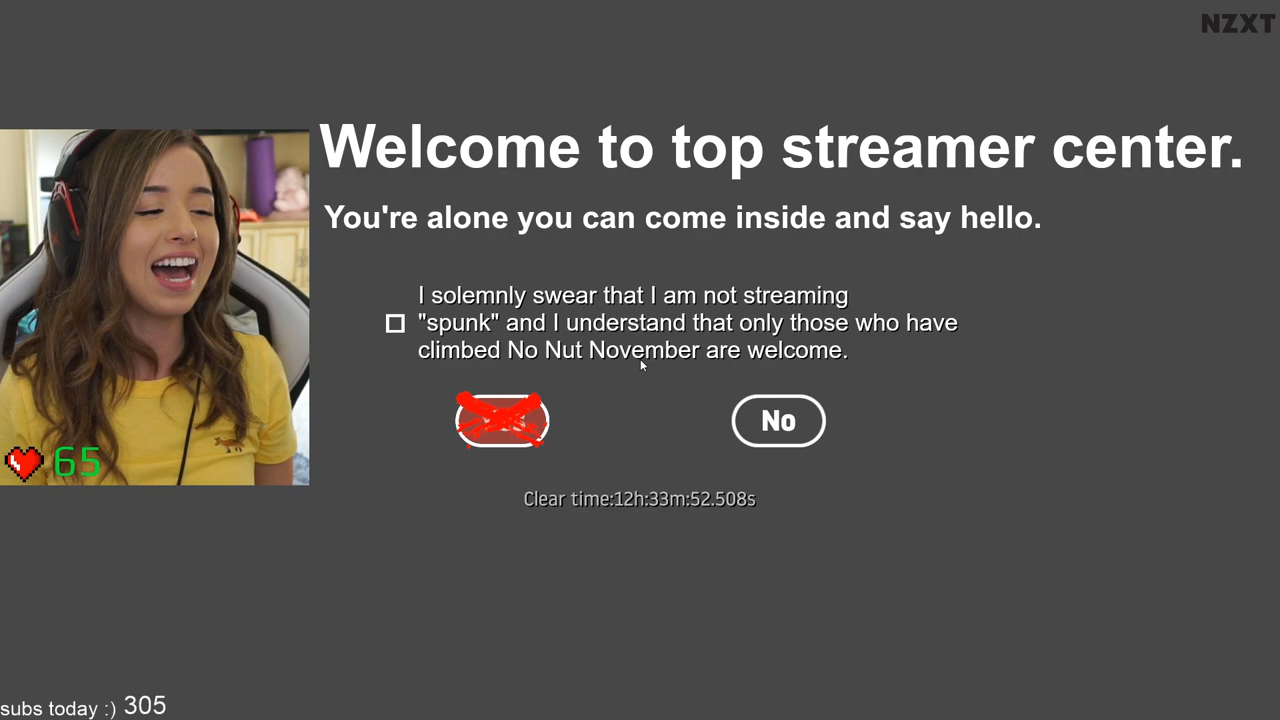 NZXT
Welcome to top streamer center.
You're alone you can come inside and say hello.
I solemnly swear that I am not streaming
"spunk" and I understand that only those who have
climbed No Nut November are welcome.
No
Clear time:12h:33m:52.508s
65
subs today :) 305